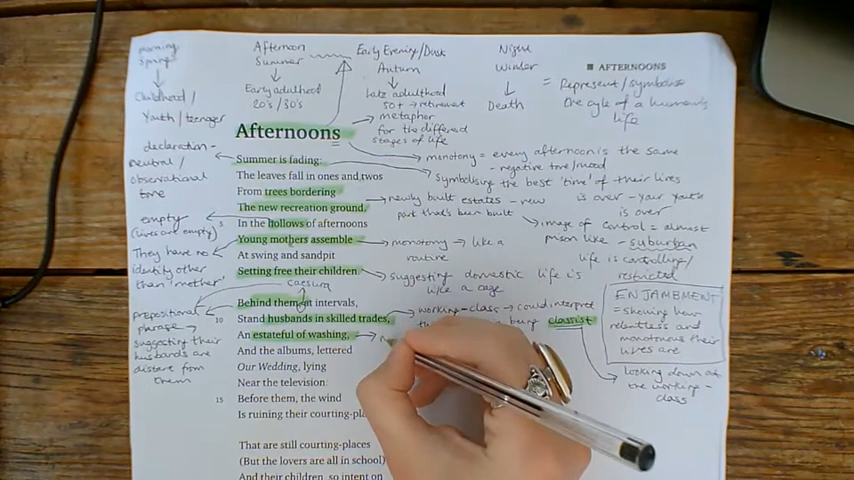 morning
spring
Childhood /
Youth / teenager
Afternoon
Summer
Early adulthood
20's / 30's
Early Evening / Dusk
Autumn
late adulthood
50+ → retirement
metaphor
for the different
stages of life
Night
Winter
Death
= Represent / symbolise
the cycle of a human's
life
■ AFTERNOONS
Afternoons
Summer is fading:
The leaves fall in ones and twos
From trees bordering
The new recreation ground.
5 In the hollows of afternoons
Young mothers assemble
At swing and sandpit
Setting free their children.
Behind them, at intervals,
10 Stand husbands in skilled trades,
An estateful of washing,
And the albums, lettered
Our Wedding, lying
Near the television:
15 Before them, the wind
Is ruining their courting-pla
That are still courting-places
(But the lovers are all in school)
And their children, so intent on
declaration -
neutral /
observational
tone
empty
(lives are empty)
They have no
identity other
than 'mother'
caesura
prepositional
phrase →
suggesting their
husbands are
distant from
them
monotony = every afternoon is the same
- negative tone / mood
symbolising the best 'time' of their lives
is over - your youth
is over
newly built estates - new
part that's been built
image of control = almost
prison like - suburban
life is controlling /
restricted
monotony → like a
routine
suggesting domestic life is
like a cage
working-class → could interpret
being classist
looking down at
the working-
class
ENJAMBMENT
= showing how
relentless and
monotonous their
lives are